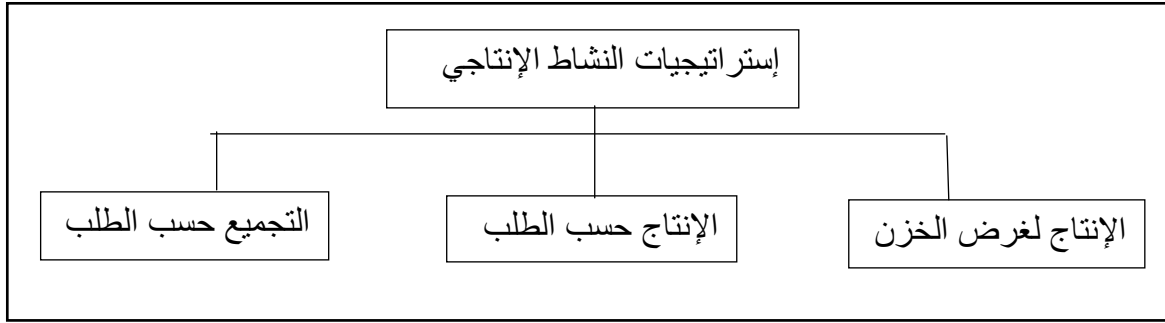 إستراتيجيات النشاط الإنتاجي
الإنتاج لغرض الخزن
الإنتاج حسب الطلب
التجميع حسب الطلب